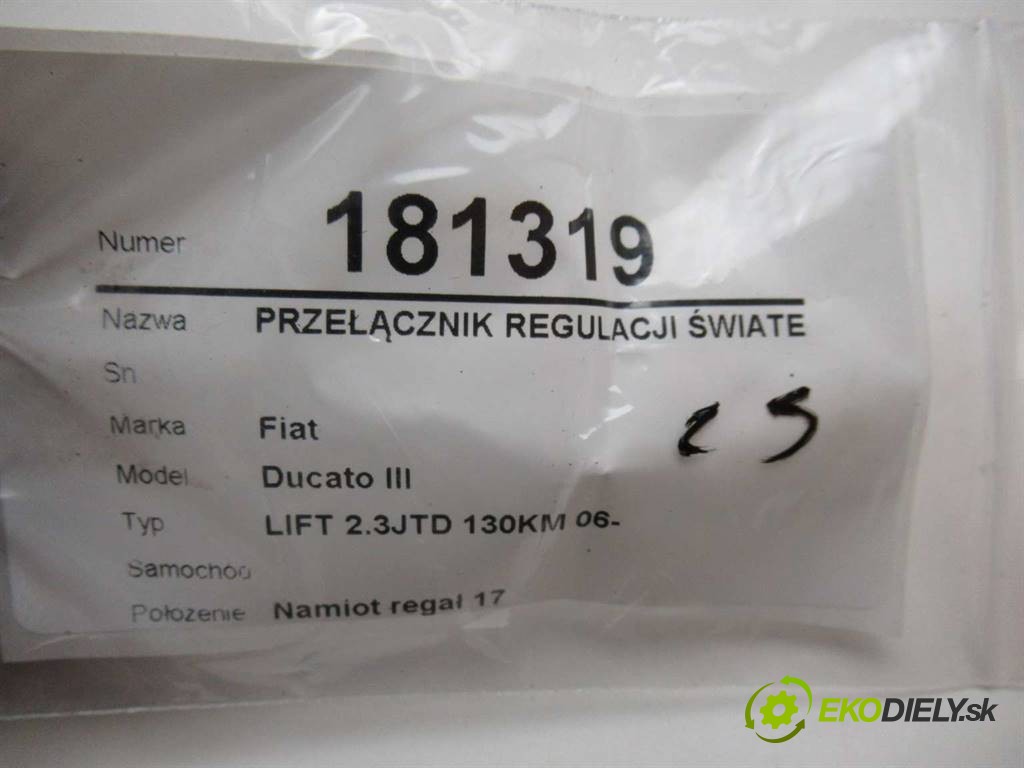 Numer 181319
Nazwa PRZEŁĄCZNIK REGULACJI ŚWIATE
Sn
Marka Fiat
Model Ducato III
Typ LIFT 2.3JTD 130KM 06-
Samochód
Położenie Namiot regał 17
EKODIELY.sk